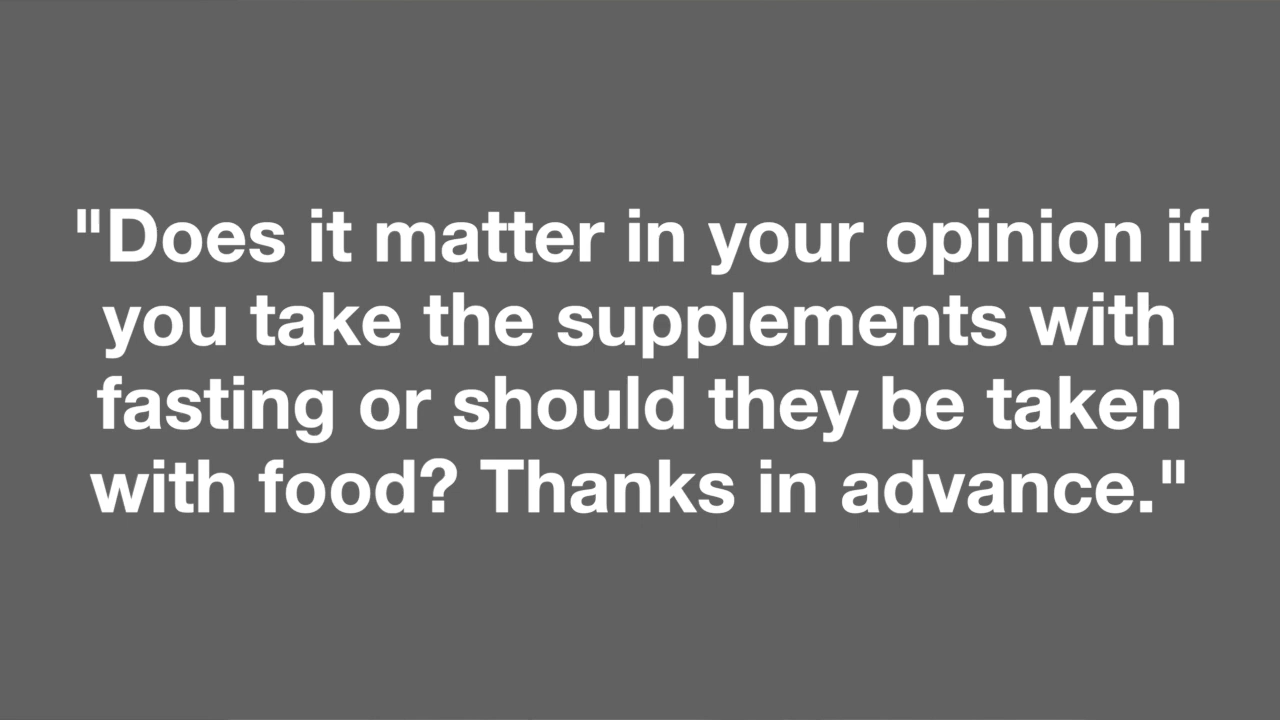 "Does it matter in your opinion if
you take the supplements with
fasting or should they be taken
with food? Thanks in advance."